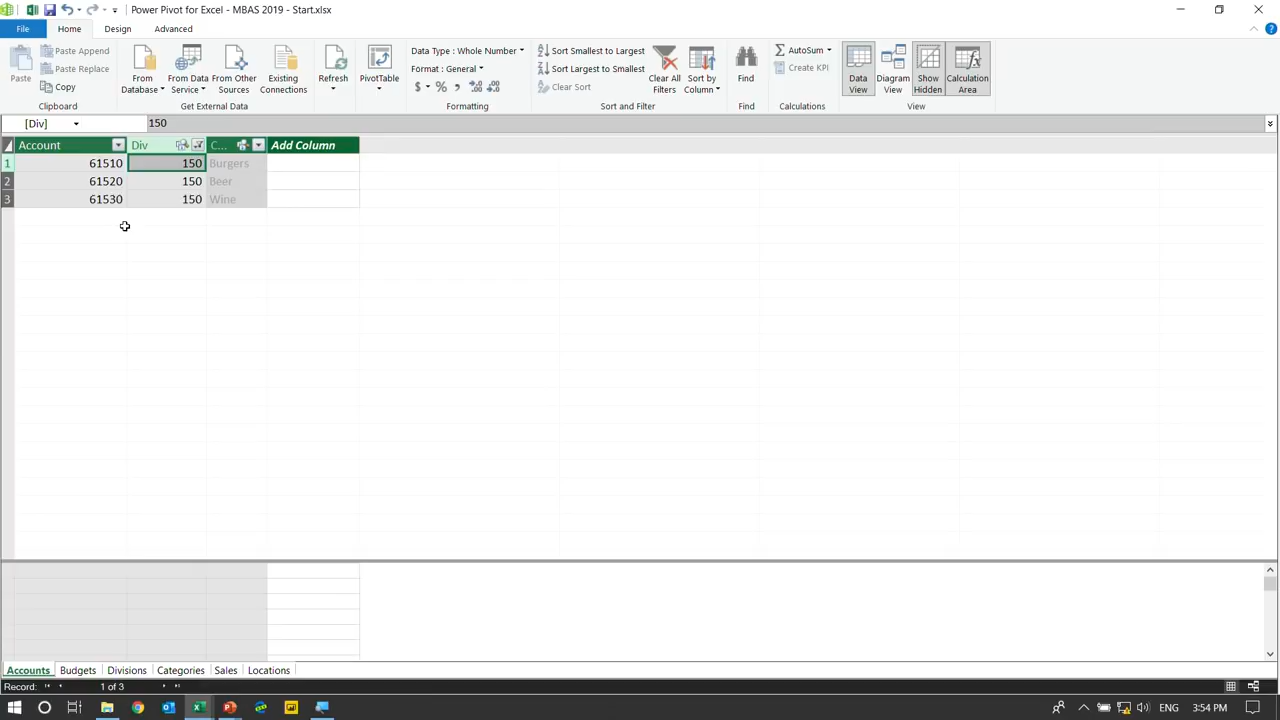 Power Pivot for Excel - MBAS 2019 - Start.xlsx
File
Home
Design
Advanced
Paste
Paste Append
Paste Replace
Copy
Clipboard
From Database
From Data Service
From Other Sources
Existing Connections
Get External Data
Refresh
PivotTable
Data Type : Whole Number
Format : General
$ % ,
Formatting
Sort Smallest to Largest
Sort Largest to Smallest
Clear Sort
Clear All Filters
Sort by Column
Sort and Filter
Find
Find
AutoSum
Create KPI
Calculations
Data View
Diagram View
Show Hidden
Calculation Area
View
[Div]
150
Account Div C... Add Column
1 61510 150 Burgers
2 61520 150 Beer
3 61530 150 Wine
Accounts Budgets Divisions Categories Sales Locations
Record: 1 of 3
ENG 3:54 PM